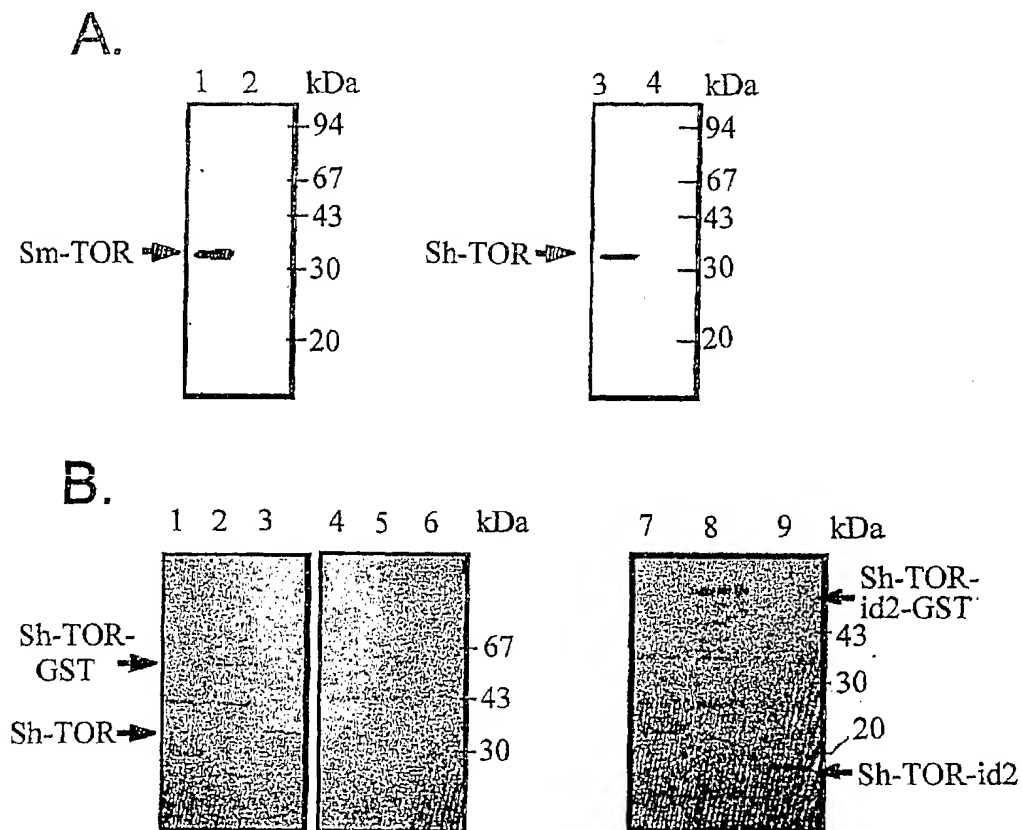 A.
1 2 kDa
94
67
43
30
20
Sm-TOR
3 4 kDa
94
67
43
30
20
Sh-TOR
B.
1 2 3 4 5 6 kDa
67
43
30
Sh-TOR-
GST
Sh-TOR
7 8 9 kDa
Sh-TOR-
id2-GST
43
30
20
Sh-TOR-id2